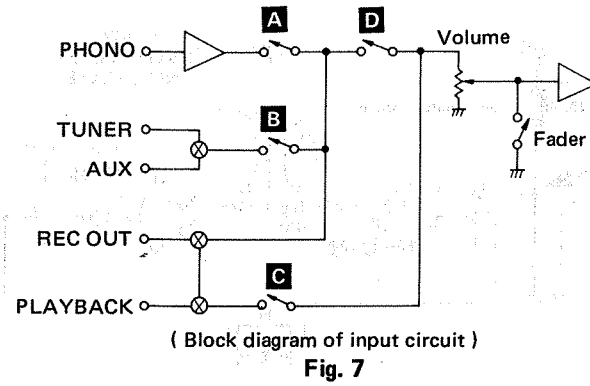 A
D
PHONO
Volume
TUNER
B
AUX
Fader
REC OUT
C
PLAYBACK
( Block diagram of input circuit )
Fig. 7